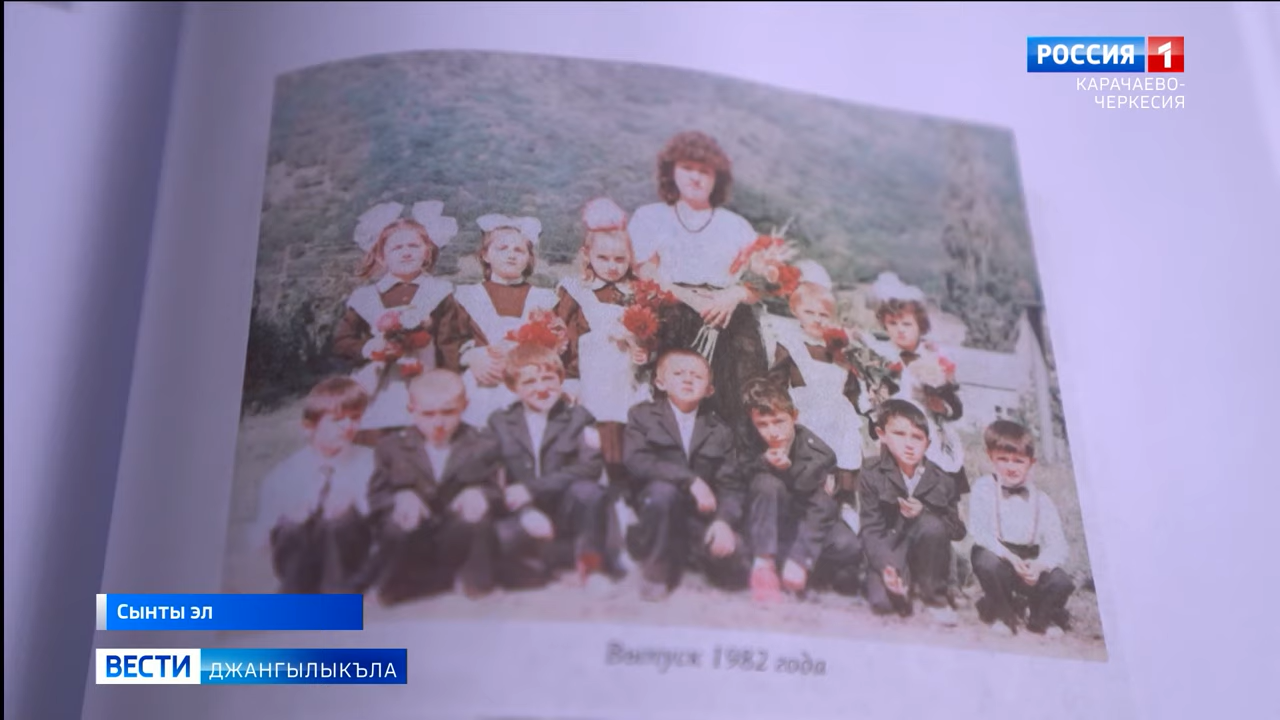 РОССИЯ 1
КАРАЧАЕВО-
ЧЕРКЕСИЯ
Выпуск 1982 года
Сынты эл
ВЕСТИ ДЖАНГЫЛЫКЪЛА